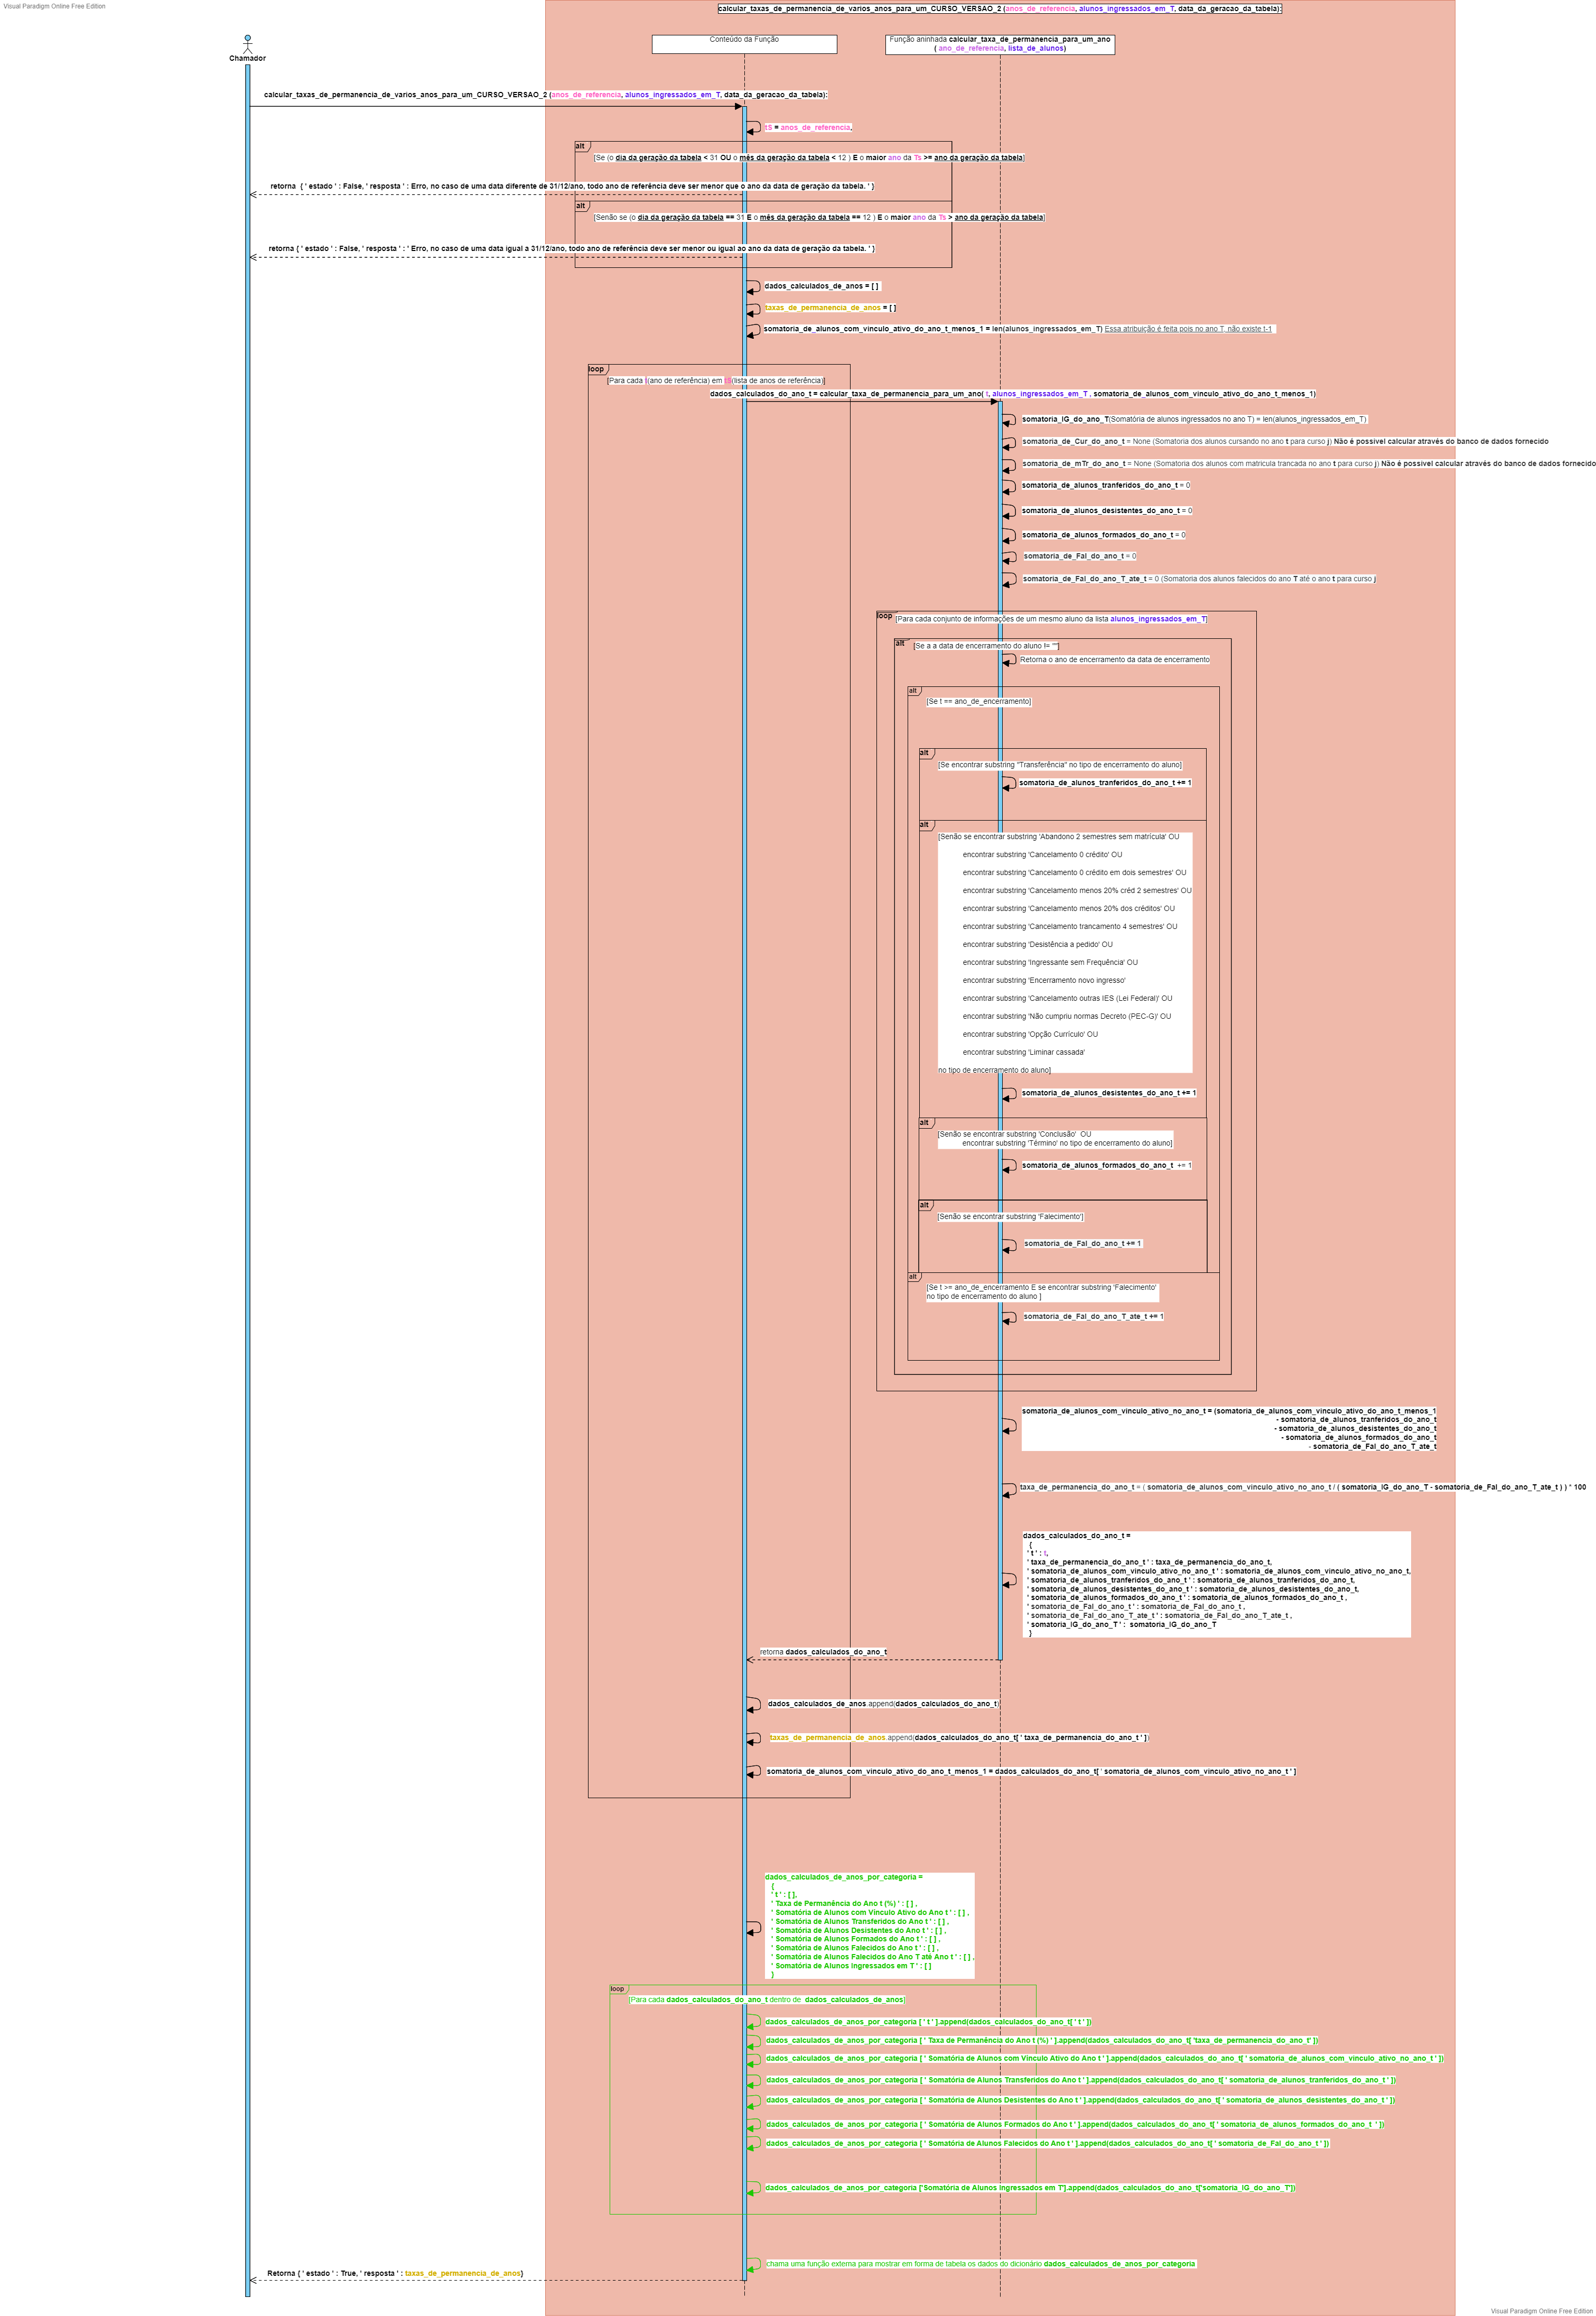 Visual Paradigm Online Free Edition
calcular_taxas_de_permanencia_de_varios_anos_para_um_CURSO_VERSAO_2 (anos_de_referencia, alunos_ingressados_em_T, data_da_geracao_da_tabela):
Chamador
Conteúdo da Função
Função aninhada calcular_taxa_de_permanencia_para_um_ano
( ano_de_referencia, lista_de_alunos)
calcular_taxas_de_permanencia_de_varios_anos_para_um_CURSO_VERSAO_2 (anos_de_referencia, alunos_ingressados_em_T, data_da_geracao_da_tabela):
tS = anos_de_referencia,
alt
[Se (o dia da geração da tabela < 31 OU o mês da geração da tabela < 12 ) E o maior ano da Ts >= ano da geração da tabela]
retorna { ' estado ' : False, ' resposta ' : Erro, no caso de uma data diferente de 31/12/ano, todo ano de referência deve ser menor que o ano da data de geração da tabela. ' }
alt
[Senão se (o dia da geração da tabela == 31 E o mês da geração da tabela == 12 ) E o maior ano da Ts > ano da geração da tabela]
retorna { ' estado ' : False, ' resposta ' : ' Erro, no caso de uma data igual a 31/12/ano, todo ano de referência deve ser menor ou igual ao ano da data de geração da tabela. ' }
dados_calculados_de_anos = [ ]
taxas_de_permanencia_de_anos = [ ]
somatoria_de_alunos_com_vinculo_ativo_do_ano_t_menos_1 = len(alunos_ingressados_em_T) Essa atribuição é feita pois no ano T, não existe t-1
loop
[Para cada t(ano de referência) em tS(lista de anos de referência)]
dados_calculados_do_ano_t = calcular_taxa_de_permanencia_para_um_ano( t, alunos_ingressados_em_T , somatoria_de_alunos_com_vinculo_ativo_do_ano_t_menos_1)
somatoria_IG_do_ano_T(Somatória de alunos ingressados no ano T) = len(alunos_ingressados_em_T)
somatoria_de_Cur_do_ano_t = None (Somatoria dos alunos cursando no ano t para curso j) Não é possivel calcular através do banco de dados fornecido
somatoria_de_mTr_do_ano_t = None (Somatoria dos alunos com matrícula trancada no ano t para curso j) Não é possivel calcular através do banco de dados fornecido
somatoria_de_alunos_tranferidos_do_ano_t = 0
somatoria_de_alunos_desistentes_do_ano_t = 0
somatoria_de_alunos_formados_do_ano_t = 0
somatoria_de_Fal_do_ano_t = 0
somatoria_de_Fal_do_ano_T_ate_t = 0 (Somatoria dos alunos falecidos do ano T até o ano t para curso j
loop
[Para cada conjunto de informações de um mesmo aluno da lista alunos_ingressados_em_T]
alt
[Se a a data de encerramento do aluno != ""]
Retorna o ano de encerramento da data de encerramento
alt
[Se t == ano_de_encerramento]
alt
[Se encontrar substring "Transferência" no tipo de encerramento do aluno]
somatoria_de_alunos_tranferidos_do_ano_t += 1
alt
[Senão se encontrar substring 'Abandono 2 semestres sem matrícula' OU
encontrar substring 'Cancelamento 0 crédito' OU
encontrar substring 'Cancelamento 0 crédito em dois semestres' OU
encontrar substring 'Cancelamento menos 20% créd 2 semestres' OU
encontrar substring 'Cancelamento menos 20% dos créditos' OU
encontrar substring 'Cancelamento trancamento 4 semestres' OU
encontrar substring 'Desistência a pedido' OU
encontrar substring 'Ingressante sem Frequência' OU
encontrar substring 'Encerramento novo ingresso'
encontrar substring 'Cancelamento outras IES (Lei Federal)' OU
encontrar substring 'Não cumpriu normas Decreto (PEC-G)' OU
encontrar substring 'Opção Currículo' OU
encontrar substring 'Liminar cassada'
no tipo de encerramento do aluno]
somatoria_de_alunos_desistentes_do_ano_t += 1
alt
[Senão se encontrar substring 'Conclusão' OU
encontrar substring 'Término' no tipo de encerramento do aluno]
somatoria_de_alunos_formados_do_ano_t += 1
alt
[Senão se encontrar substring 'Falecimento']
somatoria_de_Fal_do_ano_t += 1
alt
[Se t >= ano_de_encerramento E se encontrar substring 'Falecimento'
no tipo de encerramento do aluno ]
somatoria_de_Fal_do_ano_T_ate_t += 1
somatoria_de_alunos_com_vinculo_ativo_no_ano_t = (somatoria_de_alunos_com_vinculo_ativo_do_ano_t_menos_1
- somatoria_de_alunos_tranferidos_do_ano_t
- somatoria_de_alunos_desistentes_do_ano_t
- somatoria_de_alunos_formados_do_ano_t
- somatoria_de_Fal_do_ano_T_ate_t
taxa_de_permanencia_do_ano_t = ( somatoria_de_alunos_com_vinculo_ativo_no_ano_t / ( somatoria_IG_do_ano_T - somatoria_de_Fal_do_ano_T_ate_t ) ) * 100
dados_calculados_do_ano_t =
{
' t ' : t,
' taxa_de_permanencia_do_ano_t ' : taxa_de_permanencia_do_ano_t,
' somatoria_de_alunos_com_vinculo_ativo_no_ano_t ' : somatoria_de_alunos_com_vinculo_ativo_no_ano_t,
' somatoria_de_alunos_tranferidos_do_ano_t ' : somatoria_de_alunos_tranferidos_do_ano_t,
' somatoria_de_alunos_desistentes_do_ano_t ' : somatoria_de_alunos_desistentes_do_ano_t,
' somatoria_de_alunos_formados_do_ano_t ' : somatoria_de_alunos_formados_do_ano_t ,
' somatoria_de_Fal_do_ano_t ' : somatoria_de_Fal_do_ano_t ,
' somatoria_de_Fal_do_ano_T_ate_t ' : somatoria_de_Fal_do_ano_T_ate_t ,
' somatoria_IG_do_ano_T ' : somatoria_IG_do_ano_T
}
retorna dados_calculados_do_ano_t
dados_calculados_de_anos.append(dados_calculados_do_ano_t)
taxas_de_permanencia_de_anos.append(dados_calculados_do_ano_t[ ' taxa_de_permanencia_do_ano_t ' ])
somatoria_de_alunos_com_vinculo_ativo_do_ano_t_menos_1 = dados_calculados_do_ano_t[ ' somatoria_de_alunos_com_vinculo_ativo_no_ano_t ' ]
dados_calculados_de_anos_por_categoria =
{
' t ' : [ ],
' Taxa de Permanência do Ano t (%) ' : [ ] ,
' Somatória de Alunos com Vínculo Ativo do Ano t ' : [ ] ,
' Somatória de Alunos Transferidos do Ano t ' : [ ] ,
' Somatória de Alunos Desistentes do Ano t ' : [ ] ,
' Somatória de Alunos Formados do Ano t ' : [ ] ,
' Somatória de Alunos Falecidos do Ano t ' : [ ] ,
' Somatória de Alunos Falecidos do Ano T até Ano t ' : [ ] ,
' Somatória de Alunos Ingressados em T ' : [ ]
}
loop
[Para cada dados_calculados_do_ano_t dentro de dados_calculados_de_anos]
dados_calculados_de_anos_por_categoria [ ' t ' ].append(dados_calculados_do_ano_t[ ' t ' ])
dados_calculados_de_anos_por_categoria [ ' Taxa de Permanência do Ano t (%) ' ].append(dados_calculados_do_ano_t[ 'taxa_de_permanencia_do_ano_t' ])
dados_calculados_de_anos_por_categoria [ ' Somatória de Alunos com Vínculo Ativo do Ano t ' ].append(dados_calculados_do_ano_t[ ' somatoria_de_alunos_com_vinculo_ativo_no_ano_t ' ])
dados_calculados_de_anos_por_categoria [ ' Somatória de Alunos Transferidos do Ano t ' ].append(dados_calculados_do_ano_t[ ' somatoria_de_alunos_tranferidos_do_ano_t ' ])
dados_calculados_de_anos_por_categoria [ ' Somatória de Alunos Desistentes do Ano t ' ].append(dados_calculados_do_ano_t[ ' somatoria_de_alunos_desistentes_do_ano_t ' ])
dados_calculados_de_anos_por_categoria [ ' Somatória de Alunos Formados do Ano t ' ].append(dados_calculados_do_ano_t[ ' somatoria_de_alunos_formados_do_ano_t ' ])
dados_calculados_de_anos_por_categoria [ ' Somatória de Alunos Falecidos do Ano t ' ].append(dados_calculados_do_ano_t[ ' somatoria_de_Fal_do_ano_t ' ])
dados_calculados_de_anos_por_categoria ['Somatória de Alunos Ingressados em T'].append(dados_calculados_do_ano_t['somatoria_IG_do_ano_T'])
chama uma função externa para mostrar em forma de tabela os dados do dicionário dados_calculados_de_anos_por_categoria
Retorna { ' estado ' : True, ' resposta ' : taxas_de_permanencia_de_anos}
Visual Paradigm Online Free Edition